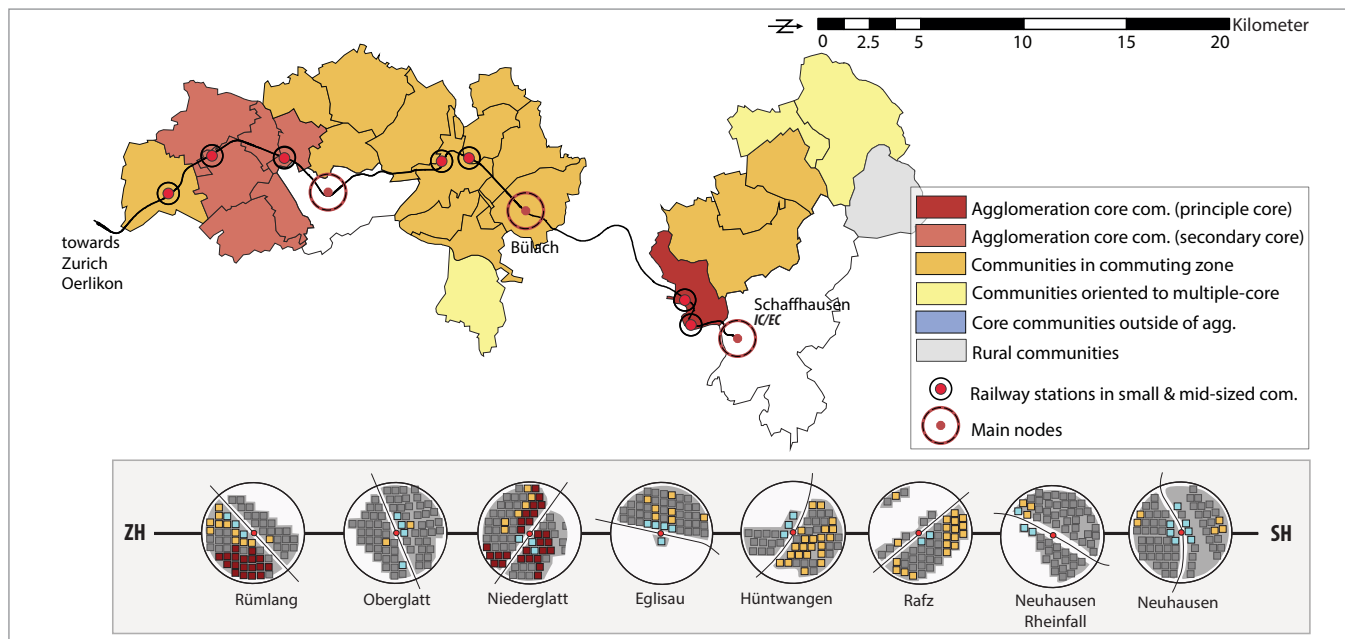 Kilometer
0 2.5 5 10 15 20
towards
Zurich
Oerlikon
Bülach
Schaffhausen
IC/EC
Agglomeration core com. (principle core)
Agglomeration core com. (secondary core)
Communities in commuting zone
Communities oriented to multiple-core
Core communities outside of agg.
Rural communities
Railway stations in small & mid-sized com.
Main nodes
ZH
SH
Rümlang
Oberglatt
Niederglatt
Eglisau
Hüntwangen
Rafz
Neuhausen
Rheinfall
Neuhausen